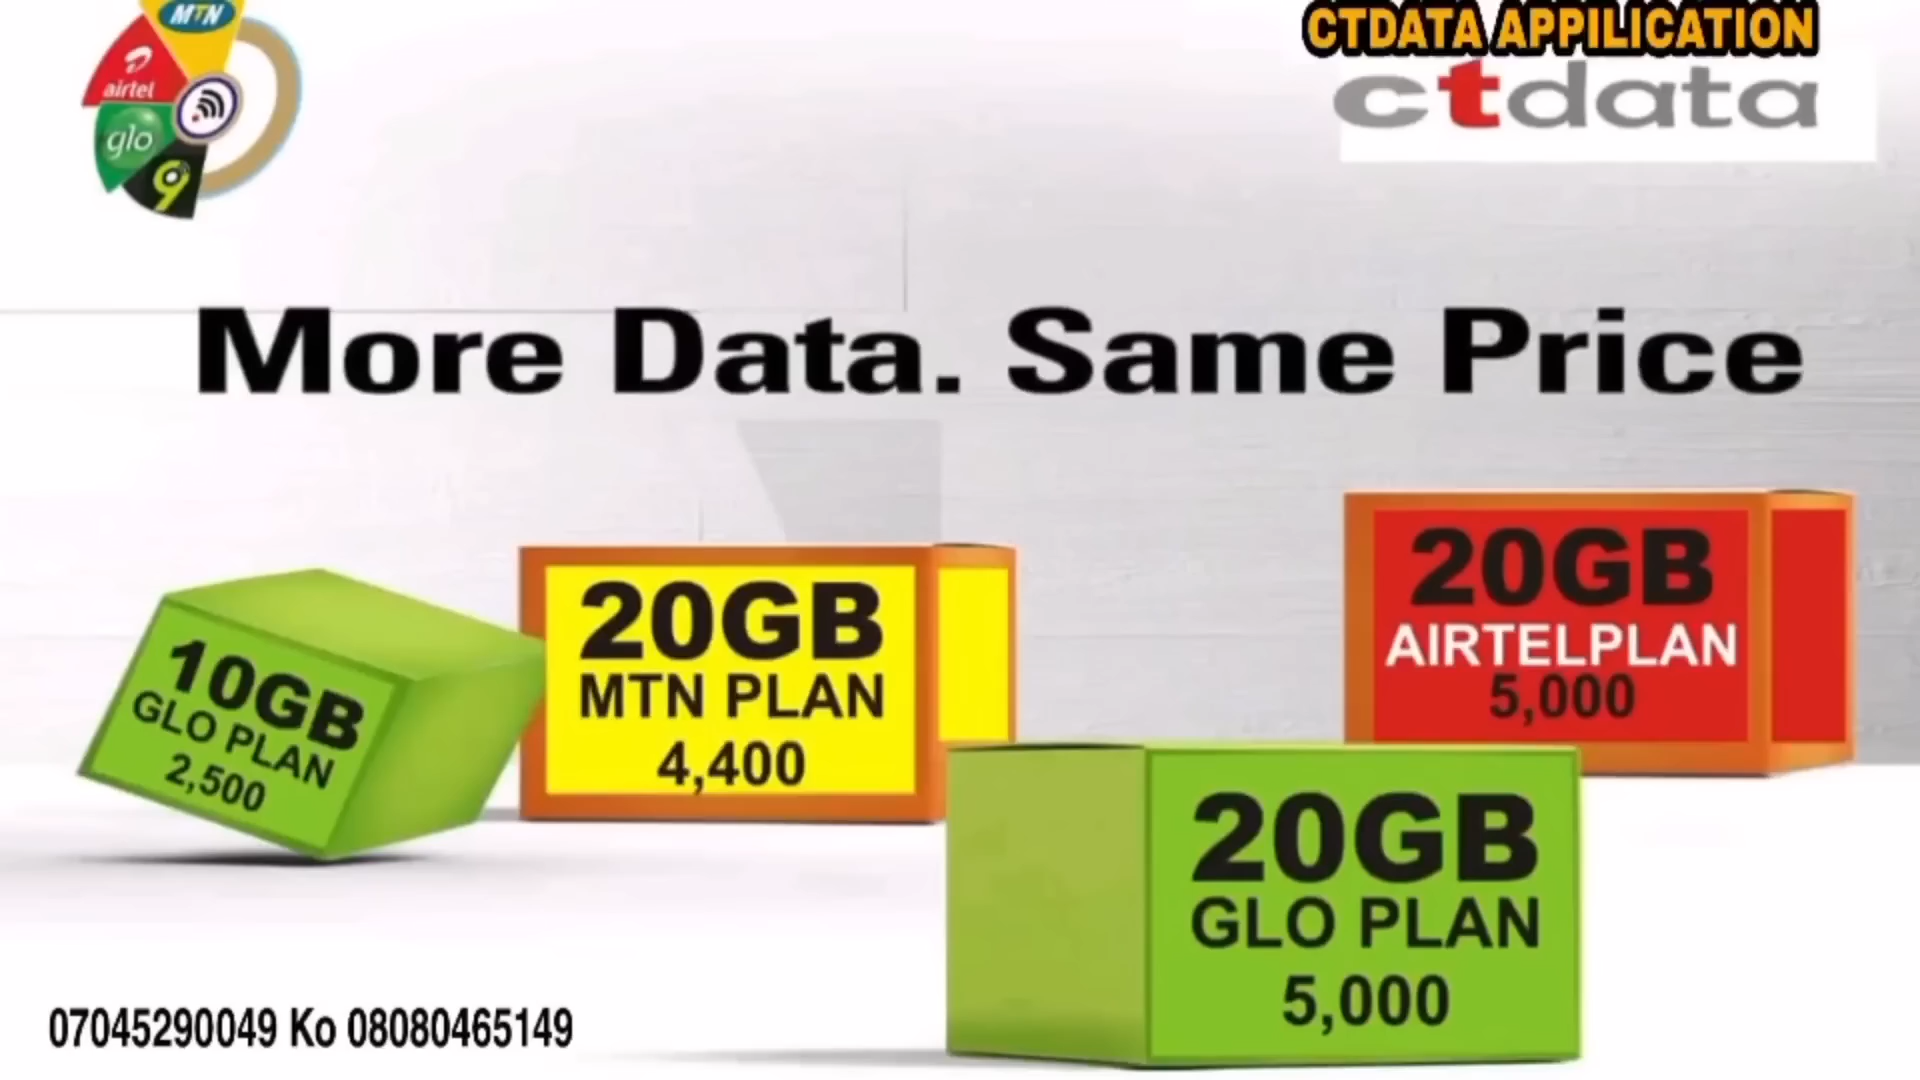 MTN
airtel
glo
9
CTDATA APPILICATION
ctdata
More Data. Same Price
10GB
GLO PLAN
2,500
20GB
MTN PLAN
4,400
20GB
AIRTELPLAN
5,000
20GB
GLO PLAN
5,000
07045290049 Ko 08080465149